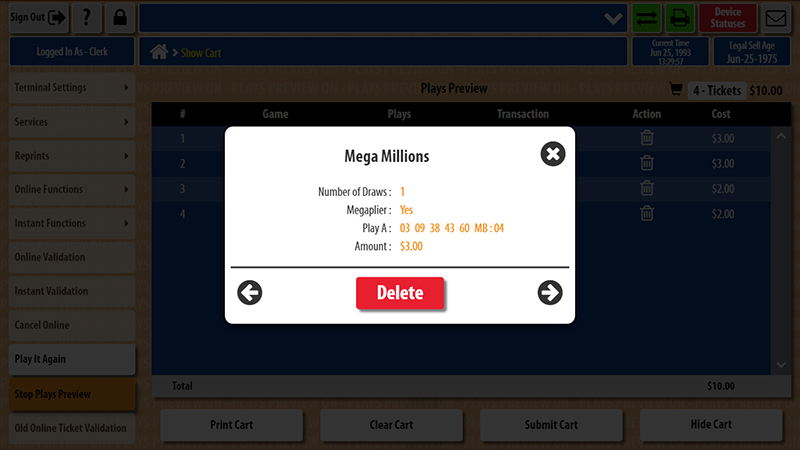 Sign Out
?
Device
Statuses
Logged In As - Clerk
> Show Cart
Current Time
Jun 25, 1993
13:29:57
Legal Sell Age
Jun-25-1975
Terminal Settings
Services
Reprints
Online Functions
Instant Functions
Online Validation
Instant Validation
Cancel Online
Play It Again
Stop Plays Preview
Old Online Ticket Validation
Plays Preview
4 - Tickets $10.00
# Game Plays Transaction Action Cost
1 $3.00
2 $3.00
3 $2.00
4 $2.00
Mega Millions
Number of Draws : 1
Megaplier : Yes
Play A : 03 09 38 43 60 MB : 04
Amount : $3.00
Delete
Total $10.00
Print Cart
Clear Cart
Submit Cart
Hide Cart